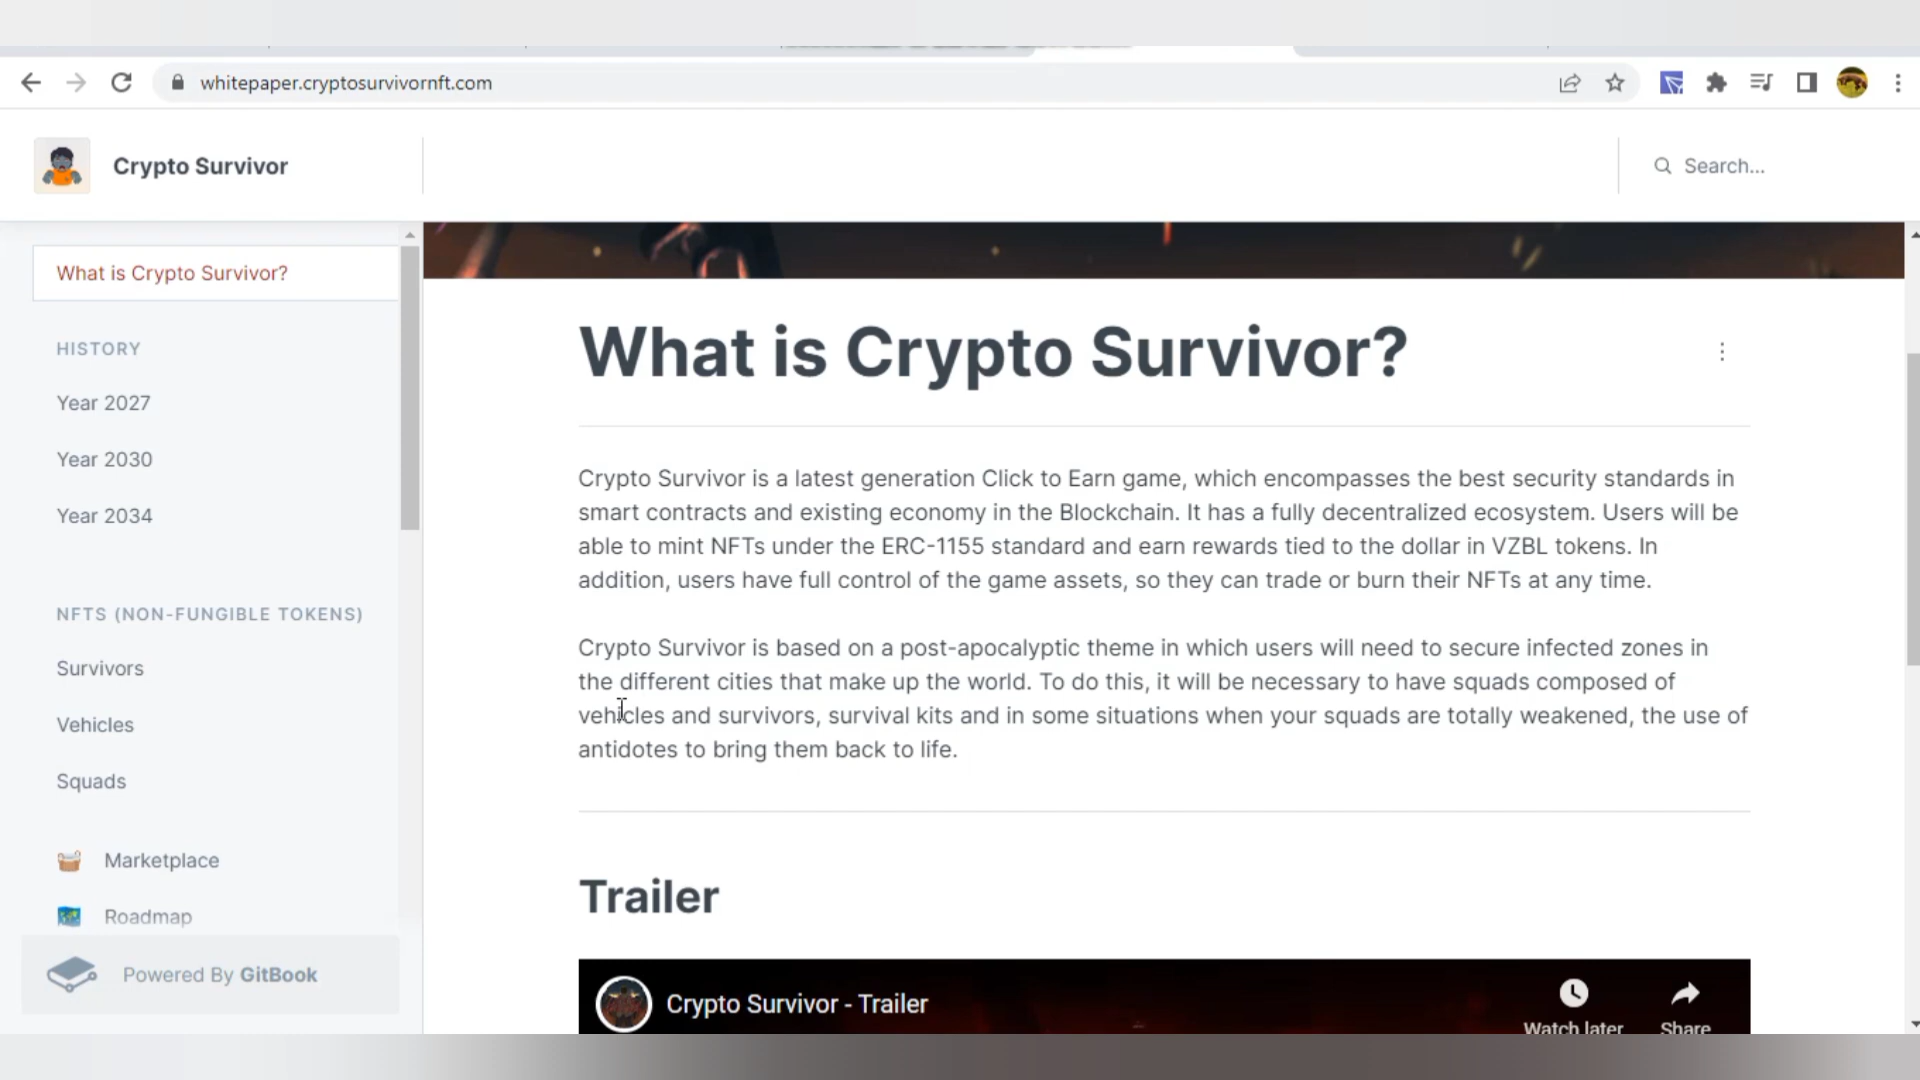 whitepaper.cryptosurvivornft.com
Crypto Survivor
Search...
What is Crypto Survivor?
HISTORY
Year 2027
Year 2030
Year 2034
NFTS (NON-FUNGIBLE TOKENS)
Survivors
Vehicles
Squads
Marketplace
Roadmap
Powered By GitBook
What is Crypto Survivor?
Crypto Survivor is a latest generation Click to Earn game, which encompasses the best security standards in
smart contracts and existing economy in the Blockchain. It has a fully decentralized ecosystem. Users will be
able to mint NFTs under the ERC-1155 standard and earn rewards tied to the dollar in VZBL tokens. In
addition, users have full control of the game assets, so they can trade or burn their NFTs at any time.
Crypto Survivor is based on a post-apocalyptic theme in which users will need to secure infected zones in
the different cities that make up the world. To do this, it will be necessary to have squads composed of
vehicles and survivors, survival kits and in some situations when your squads are totally weakened, the use of
antidotes to bring them back to life.
Trailer
Crypto Survivor - Trailer
Watch later
Share